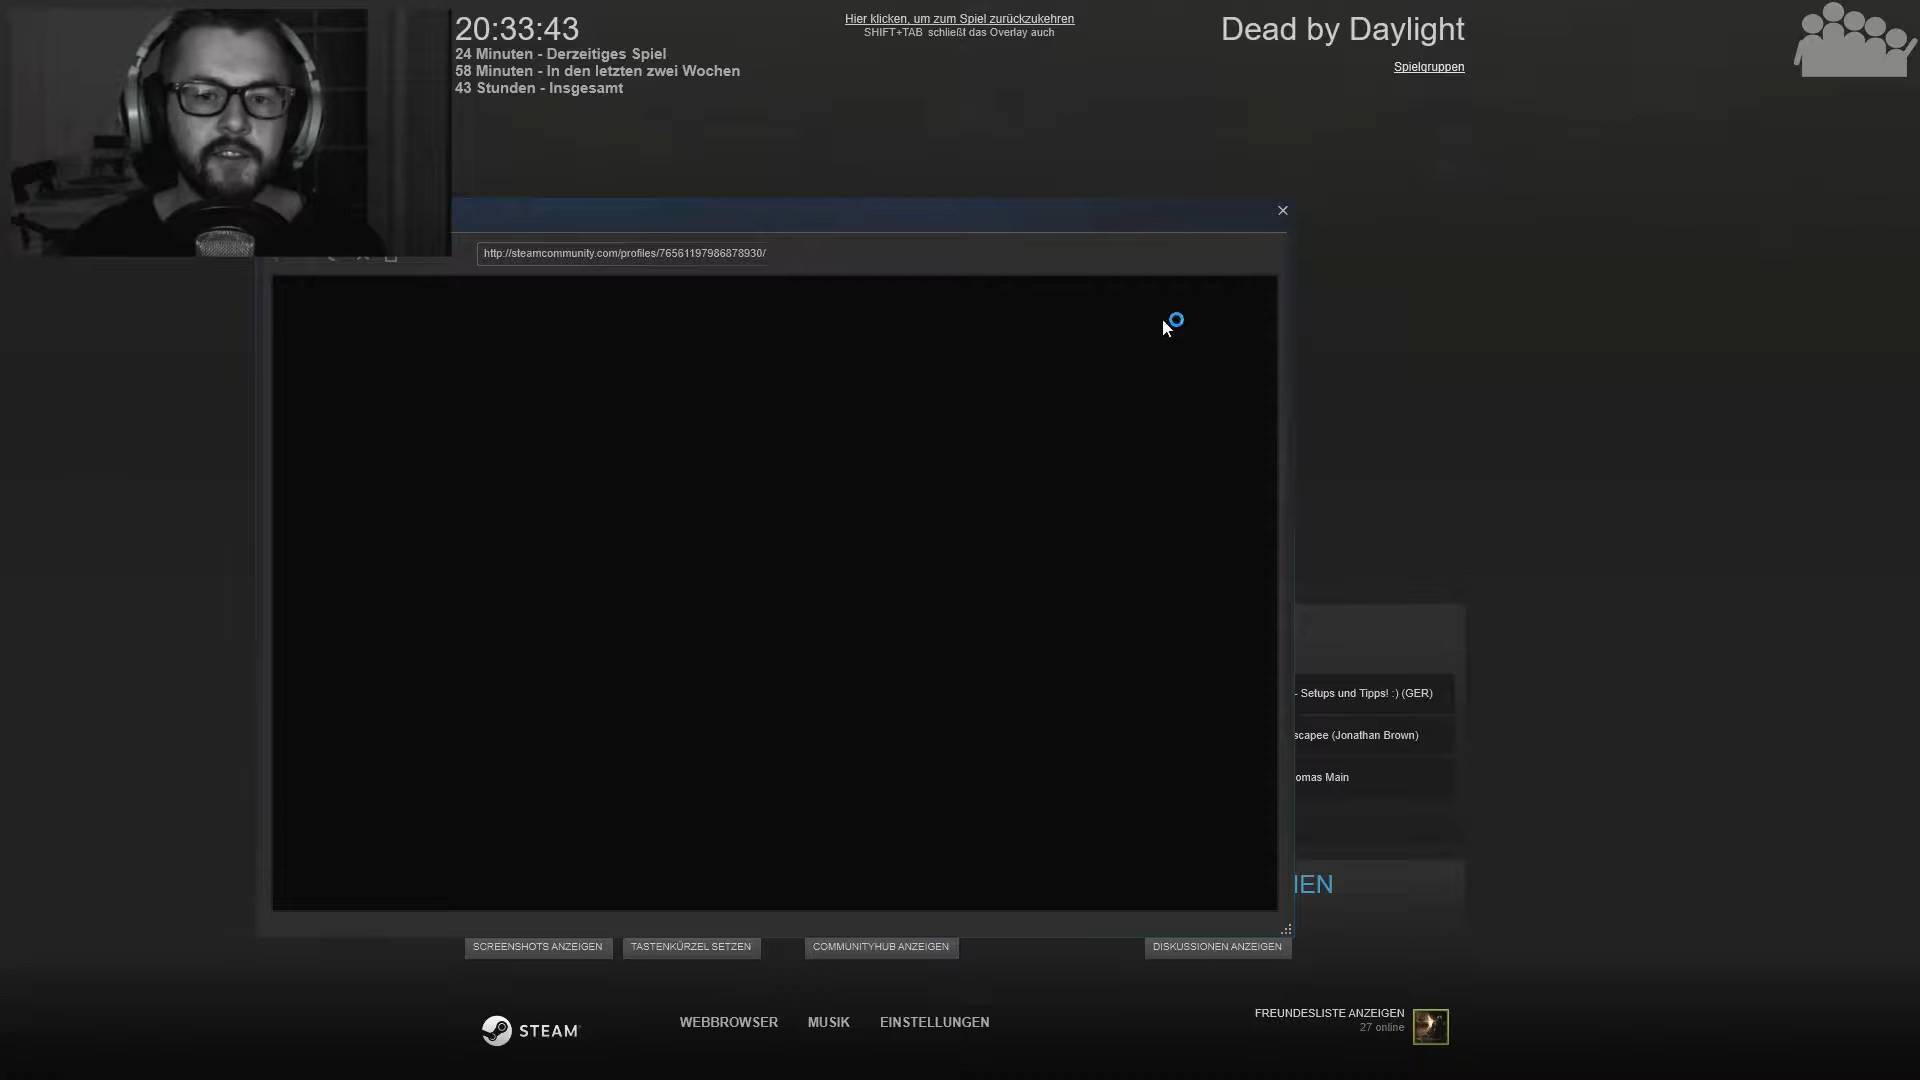 20:33:43
24 Minuten - Derzeitiges Spiel
58 Minuten - In den letzten zwei Wochen
43 Stunden - Insgesamt
Hier klicken, um zum Spiel zurückzukehren
SHIFT+TAB schließt das Overlay auch
Dead by Daylight
Spielgruppen
http://steamcommunity.com/profiles/76561197986878930/
- Setups und Tipps! :) (GER)
scapee (Jonathan Brown)
omas Main
IEN
SCREENSHOTS ANZEIGEN
TASTENKÜRZEL SETZEN
COMMUNITYHUB ANZEIGEN
DISKUSSIONEN ANZEIGEN
STEAM
WEBBROWSER
MUSIK
EINSTELLUNGEN
FREUNDESLISTE ANZEIGEN
27 online